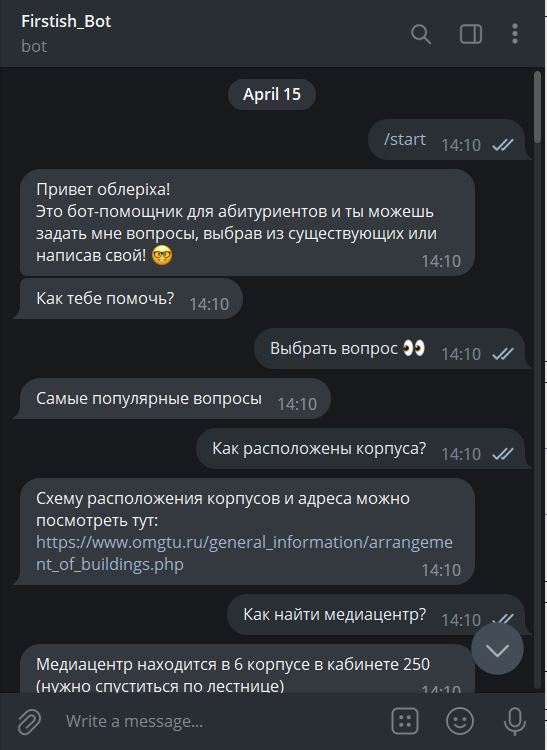 Firstish_Bot
bot
April 15
/start 14:10
Привет облеріха!
Это бот-помощник для абитуриентов и ты можешь
задать мне вопросы, выбрав из существующих или
написав свой! 🤓
14:10
Как тебе помочь? 14:10
Выбрать вопрос 👀 14:10
Самые популярные вопросы 14:10
Как расположены корпуса? 14:10
Схему расположения корпусов и адреса можно
посмотреть тут:
https://www.omgtu.ru/general_information/arrangeme
nt_of_buildings.php
14:10
Как найти медиацентр? 14:10
Медиацентр находится в 6 корпусе в кабинете 250
(нужно спуститься по лестнице) 14:10
Write a message...